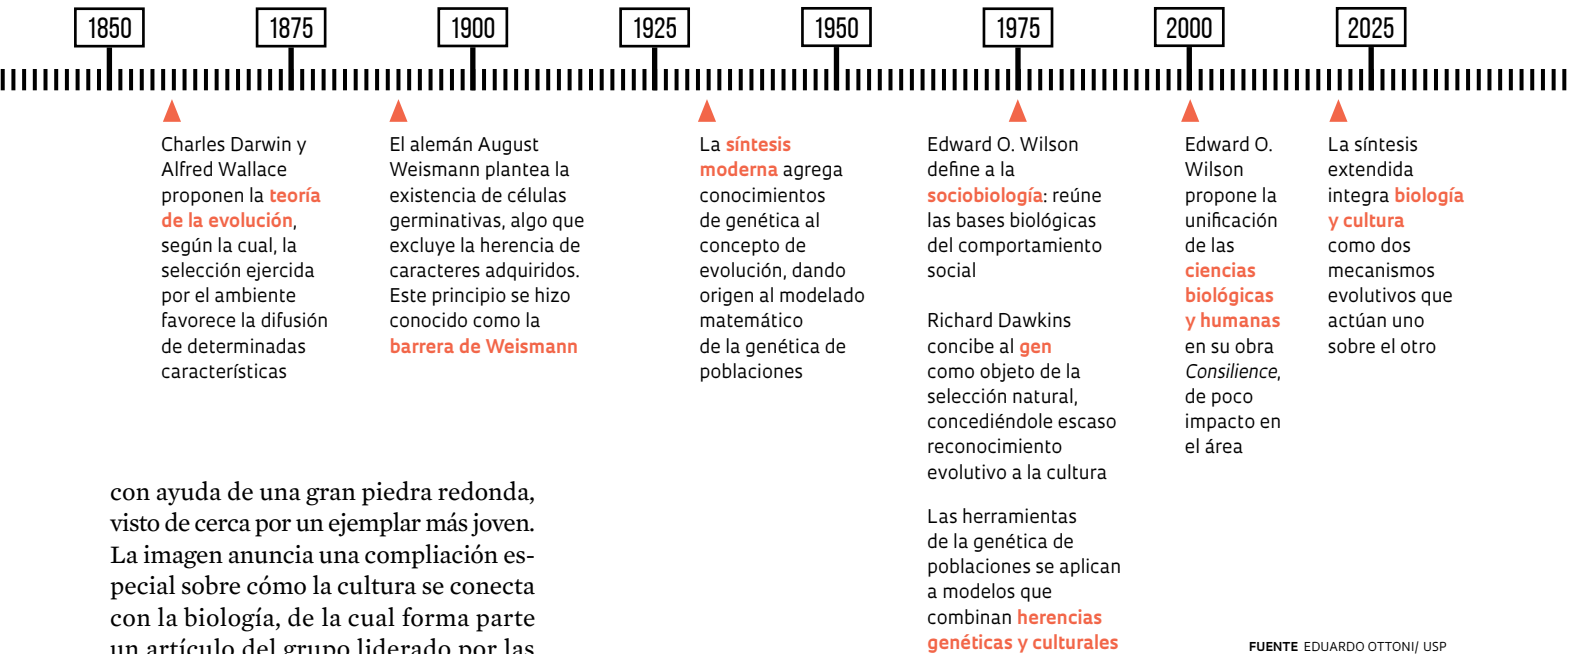 1850
1875
1900
1925
1950
1975
2000
2025
Charles Darwin y
Alfred Wallace
proponen la teoría
de la evolución,
según la cual, la
selección ejercida
por el ambiente
favorece la difusión
de determinadas
características
El alemán August
Weismann plantea la
existencia de células
germinativas, algo que
excluye la herencia de
caracteres adquiridos.
Este principio se hizo
conocido como la
barrera de Weismann
La síntesis
moderna agrega
conocimientos
de genética al
concepto de
evolución, dando
origen al modelado
matemático
de la genética de
poblaciones
Edward O. Wilson
define a la
sociobiología: reúne
las bases biológicas
del comportamiento
social
Richard Dawkins
concibe al gen
como objeto de la
selección natural,
concediéndole escaso
reconocimiento
evolutivo a la cultura
Las herramientas
de la genética de
poblaciones se aplican
a modelos que
combinan herencias
genéticas y culturales
Edward O.
Wilson
propone la
unificación
de las
ciencias
biológicas
y humanas
en su obra
Consilience,
de poco
impacto en
el área
La síntesis
extendida
integra biología
y cultura
como dos
mecanismos
evolutivos que
actúan uno
sobre el otro
con ayuda de una gran piedra redonda,
visto de cerca por un ejemplar más joven.
La imagen anuncia una compliación es-
pecial sobre cómo la cultura se conecta
con la biología, de la cual forma parte
un artículo del grupo liderado por las
FUENTE EDUARDO OTTONI/ USP